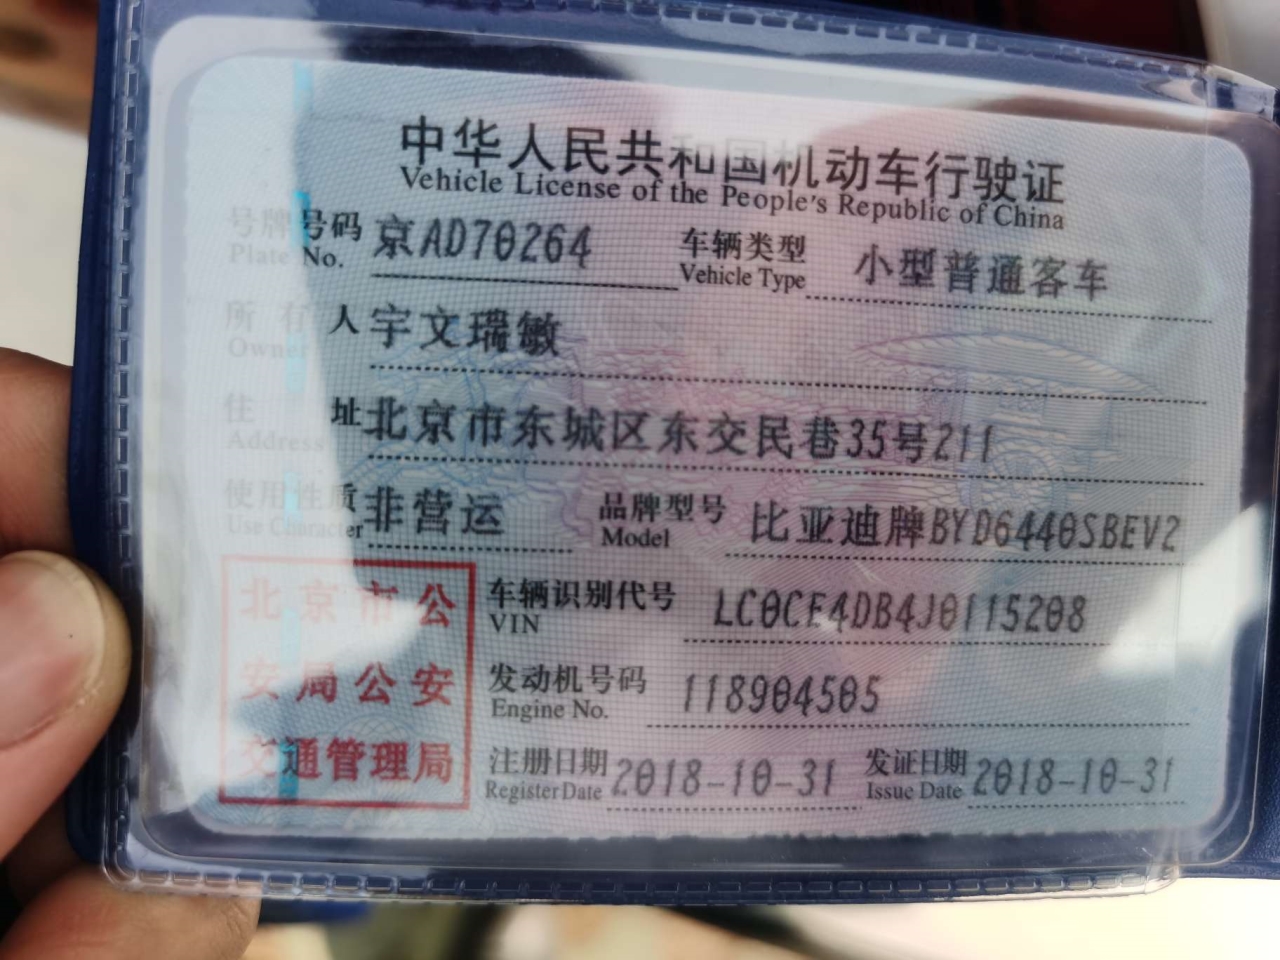 中华人民共和国机动车行驶证
Vehicle License of the People's Republic of China
号牌号码 京AD70264 车辆类型 小型普通客车
Plate No. Vehicle Type
所有人 宇文瑞敏
Owner
住址 北京市东城区东交民巷35号211
Address
使用性质 非营运 品牌型号 比亚迪牌BYD6440SBEV2
Use Character Model
北京市公
安局公安
交通管理局
车辆识别代号 LC0CE4DB4J0115208
VIN
发动机号码 118904505
Engine No.
注册日期 2018-10-31 发证日期 2018-10-31
Register Date Issue Date